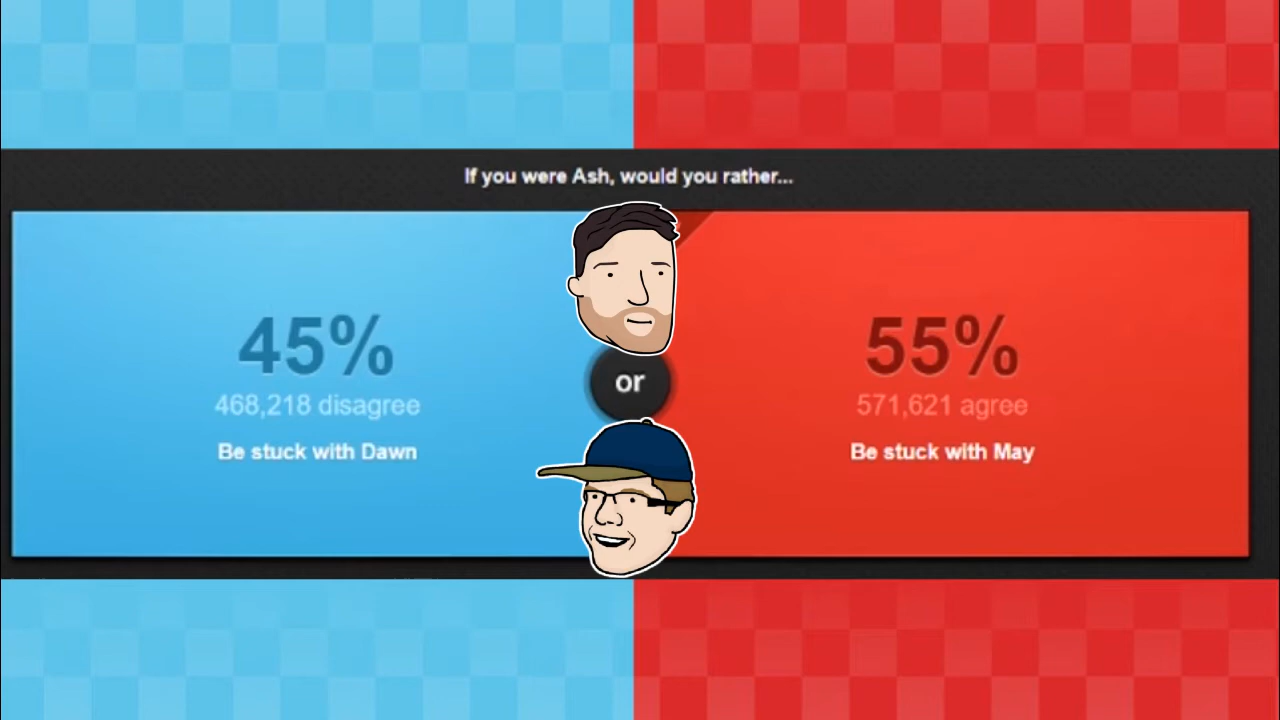 If you were Ash, would you rather...
45%
468,218 disagree
Be stuck with Dawn
or
55%
571,621 agree
Be stuck with May